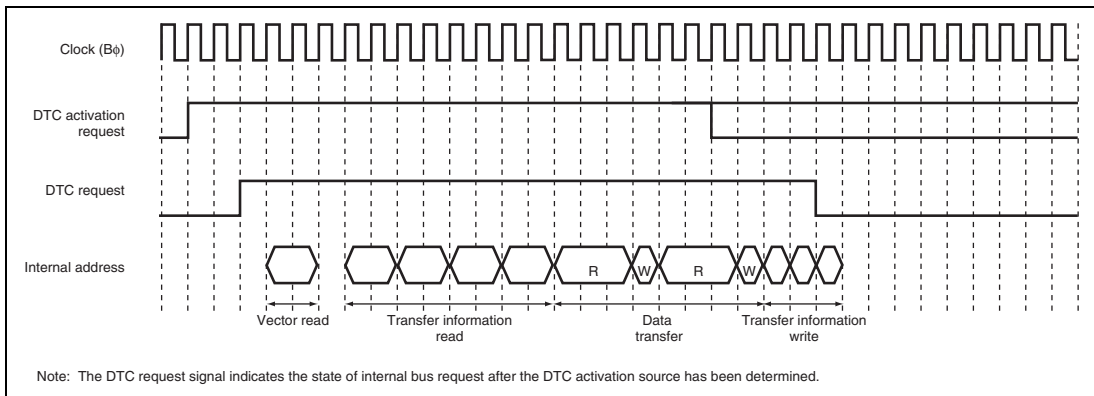 Clock (Bϕ)
DTC activation
request
DTC request
Internal address
R
W
R
W
Vector read
Transfer information
read
Data
transfer
Transfer information
write
Note: The DTC request signal indicates the state of internal bus request after the DTC activation source has been determined.